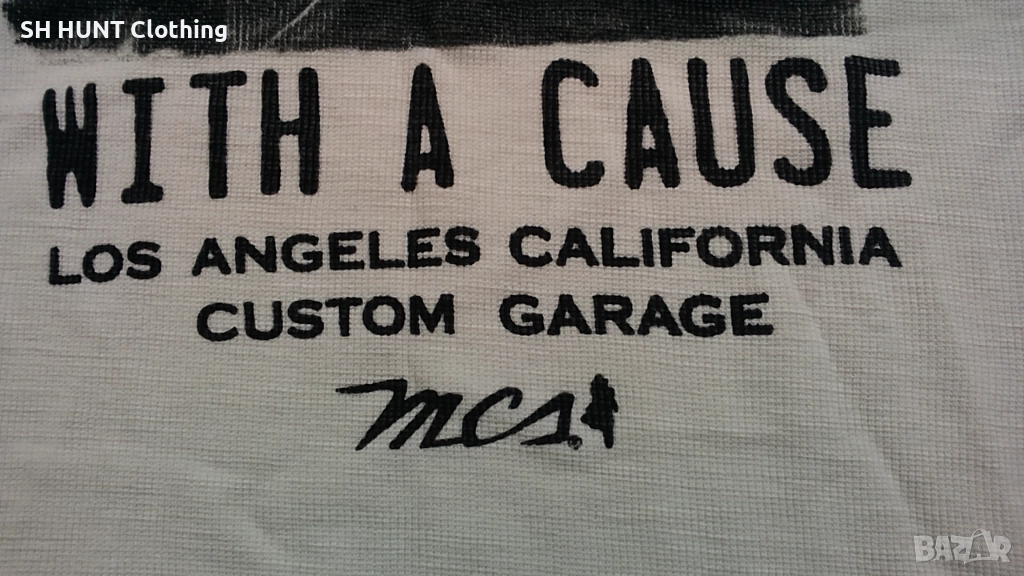 SH HUNT Clothing
WITH A CAUSE
LOS ANGELES CALIFORNIA
CUSTOM GARAGE
mcs
BAZAR